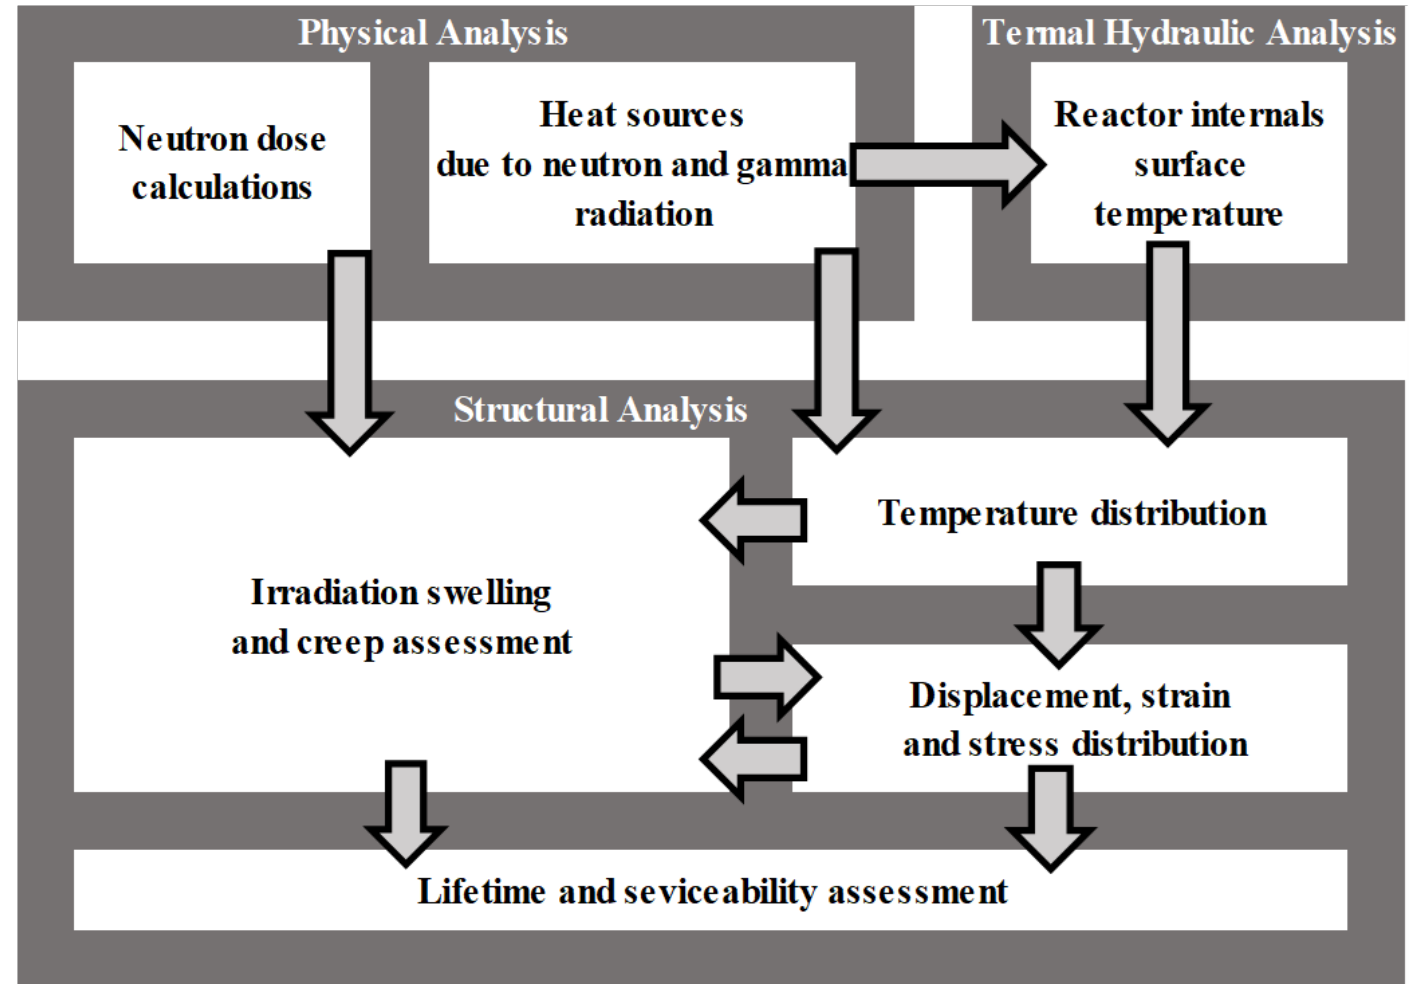 Physical Analysis
Termal Hydraulic Analysis
Neutron dose
calculations
Heat sources
due to neutron and gamma
radiation
Reactor internals
surface
temperature
Structural Analysis
Temperature distribution
Irradiation swelling
and creep assessment
Displacement, strain
and stress distribution
Lifetime and seviceability assessment